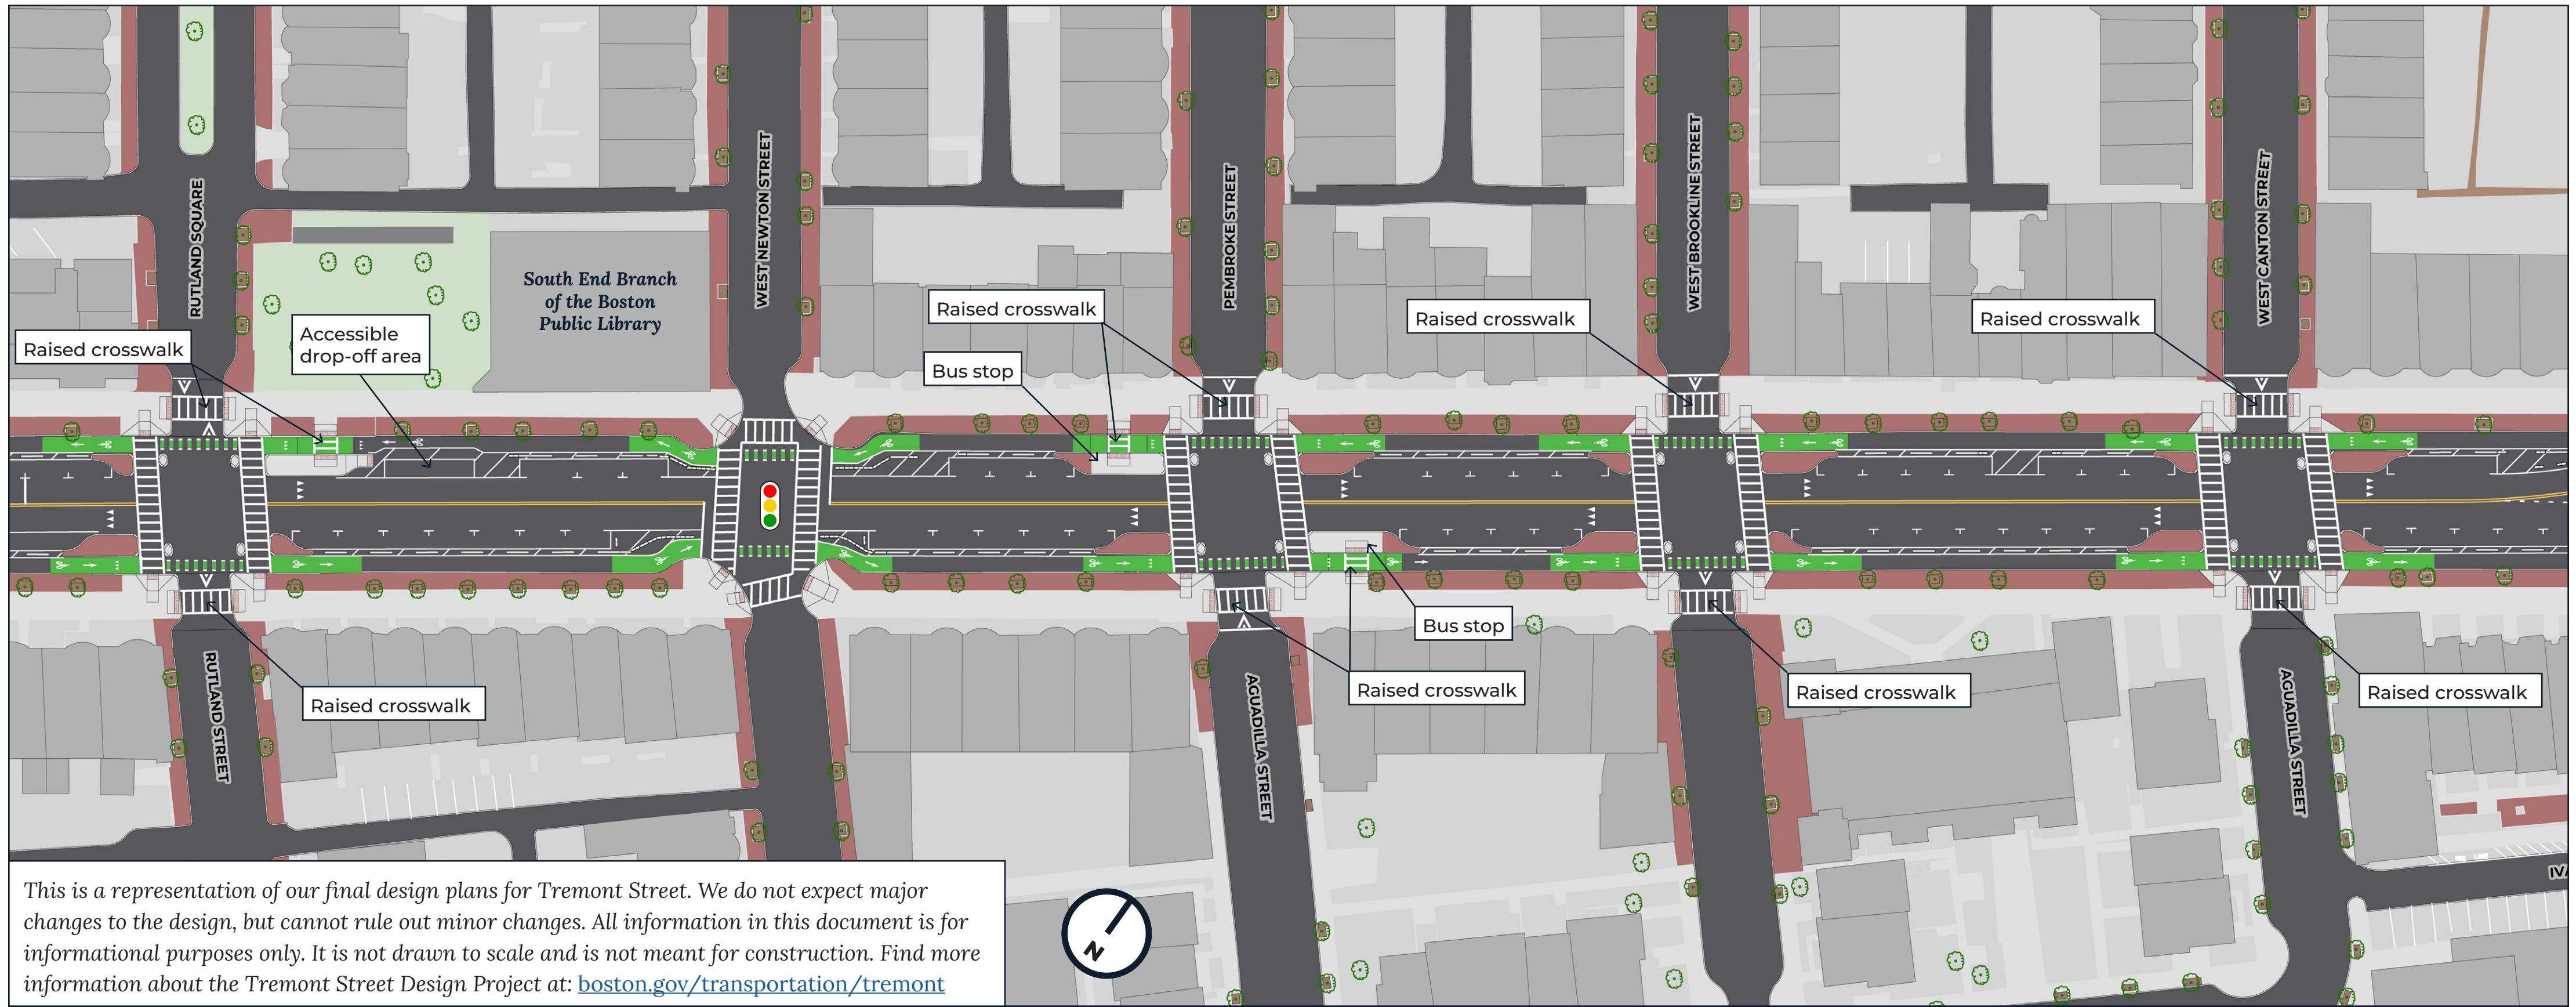 RUTLAND SQUARE
WEST NEWTON STREET
PEMBROKE STREET
WEST BROOKLINE STREET
WEST CANTON STREET
South End Branch
of the Boston
Public Library
Raised crosswalk
Accessible
drop-off area
Raised crosswalk
Bus stop
Raised crosswalk
Raised crosswalk
Bus stop
Raised crosswalk
Raised crosswalk
Raised crosswalk
Raised crosswalk
RUTLAND STREET
AGUADILLA STREET
AGUADILLA STREET
This is a representation of our final design plans for Tremont Street. We do not expect major
changes to the design, but cannot rule out minor changes. All information in this document is for
informational purposes only. It is not drawn to scale and is not meant for construction. Find more
information about the Tremont Street Design Project at: boston.gov/transportation/tremont
N